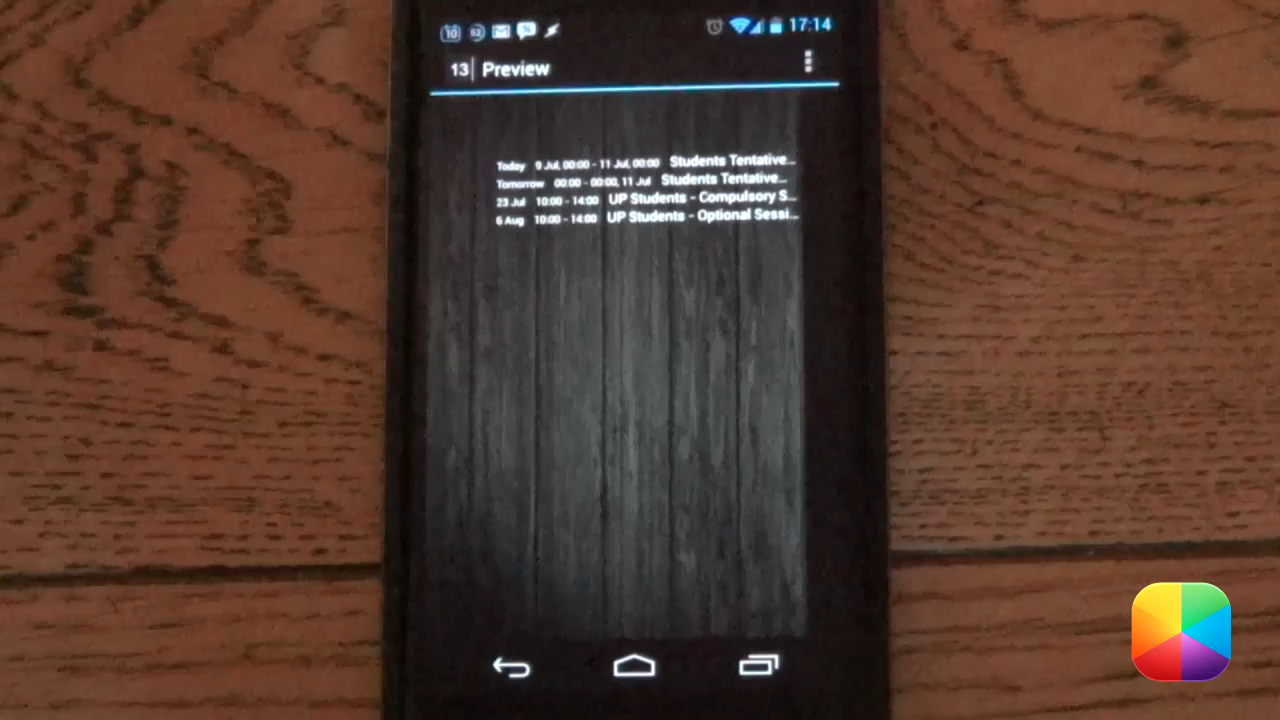 10 62 17:14
13 Preview
Today 9 Jul, 00:00 - 11 Jul, 00:00 Students Tentative...
Tomorrow 00:00 - 00:00, 11 Jul Students Tentative...
23 Jul 10:00 - 14:00 UP Students - Compulsory S...
6 Aug 10:00 - 14:00 UP Students - Optional Sessi...